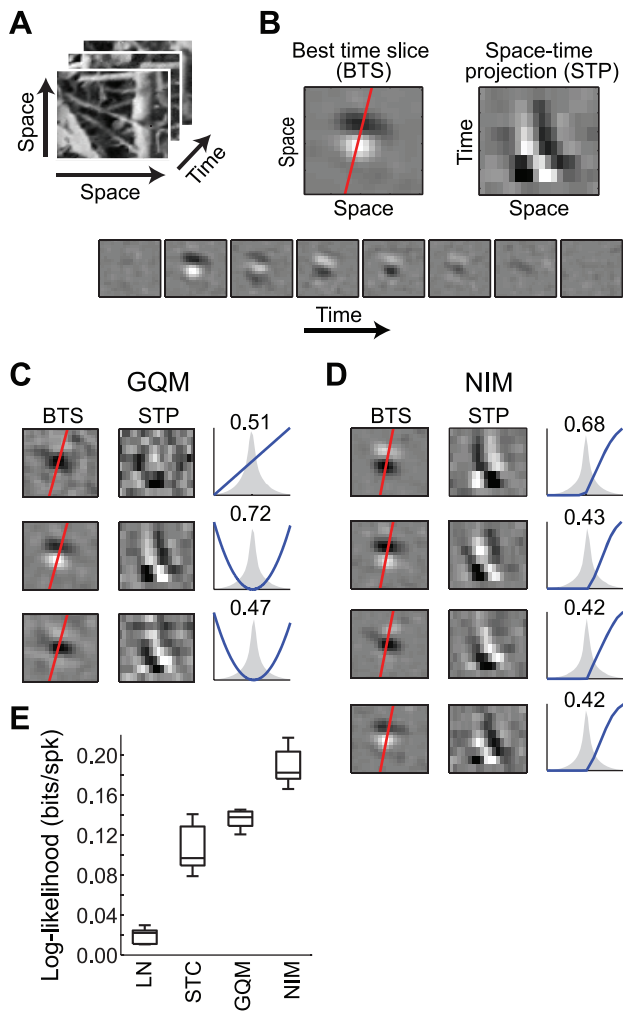 A
Space
Space
Time
B
Best time slice
(BTS)
Space
Space
Space-time
projection (STP)
Time
Space
Time
C
GQM
BTS
STP
0.51
0.72
0.47
D
NIM
BTS
STP
0.68
0.43
0.42
0.42
E
Log-likelihood (bits/spk)
0.20
0.16
0.12
0.08
0.04
0.00
LN
STC
GQM
NIM